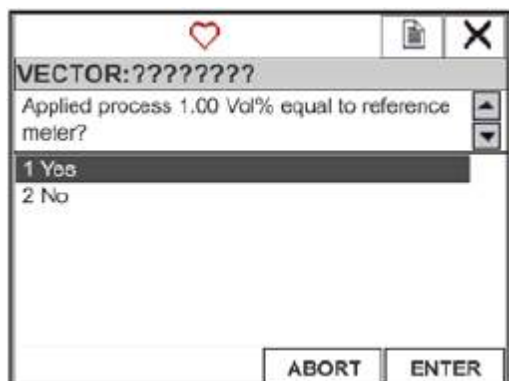 VECTOR:????????
Applied process 1.00 Vol% equal to reference
meter?
1 Yes
2 No
ABORT ENTER